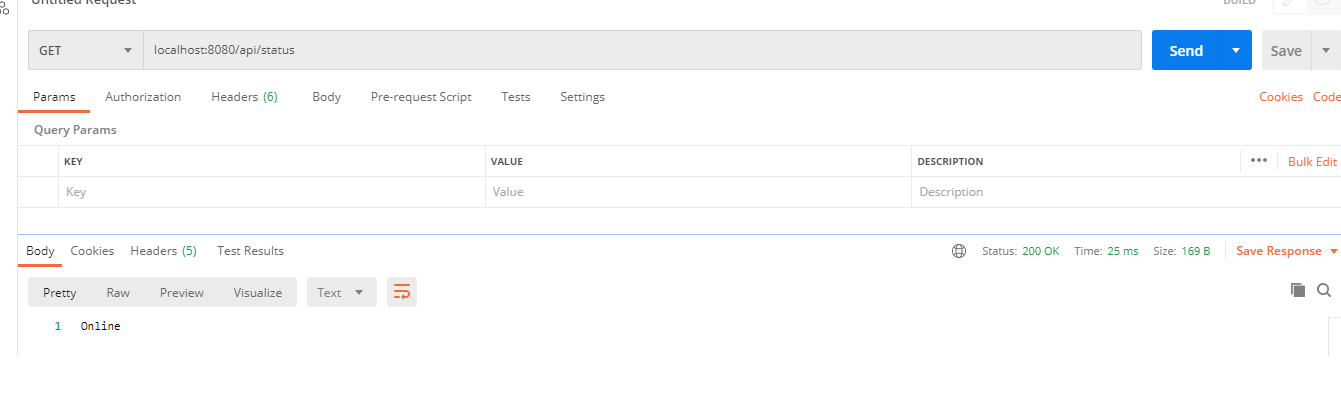 Untitled Request
BUILD
GET
localhost:8080/api/status
Send
Save
Params Authorization Headers (6) Body Pre-request Script Tests Settings Cookies Code
Query Params
KEY VALUE DESCRIPTION ••• Bulk Edit
Key Value Description
Body Cookies Headers (5) Test Results Status: 200 OK Time: 25 ms Size: 169 B Save Response
Pretty Raw Preview Visualize Text
1 Online